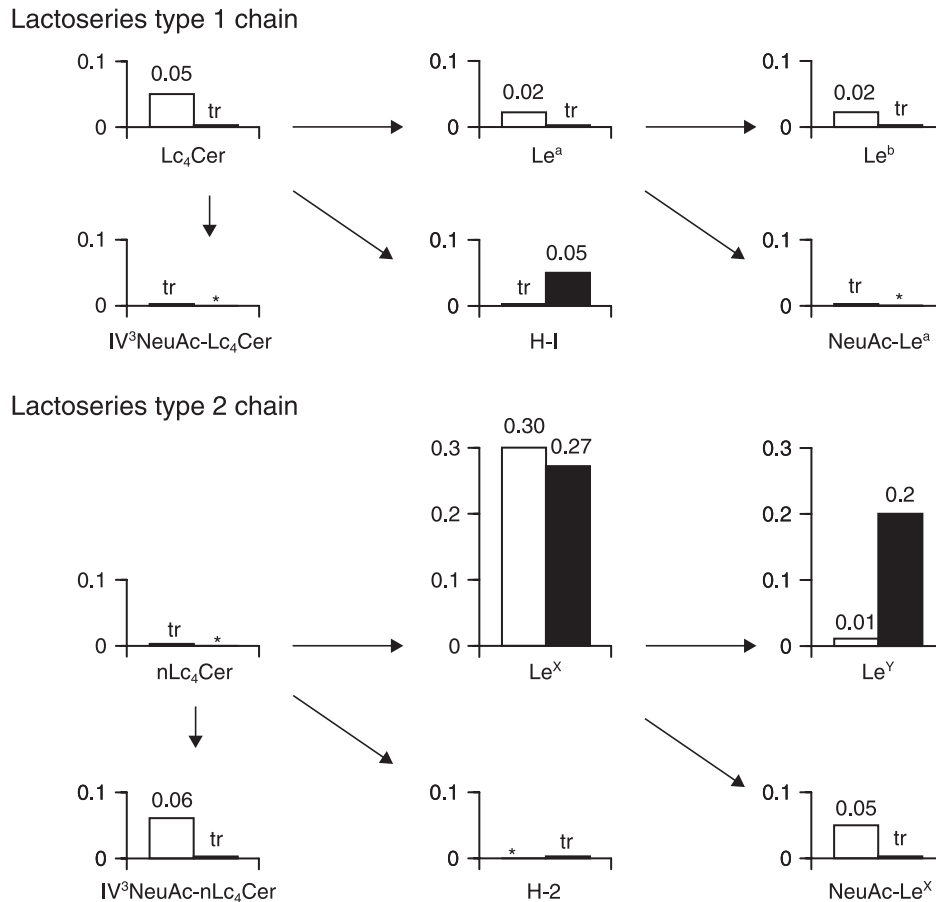 Lactoseries type 1 chain
0.1 0.05 tr 0
Lc₄Cer
0.1 0.02 tr 0
Leᵃ
0.1 0.02 tr 0
Leᵇ
0.1 tr * 0
IV³NeuAc-Lc₄Cer
0.1 tr 0.05 0
H-I
0.1 tr * 0
NeuAc-Leᵃ
Lactoseries type 2 chain
0.1 tr * 0
nLc₄Cer
0.30 0.27
0.3
0.2
0.1
0
Leˣ
0.3
0.2 0.2
0.1
0.01
0
Leʸ
0.1 0.06 tr 0
IV³NeuAc-nLc₄Cer
0.1 * tr 0
H-2
0.1 0.05 tr 0
NeuAc-Leˣ